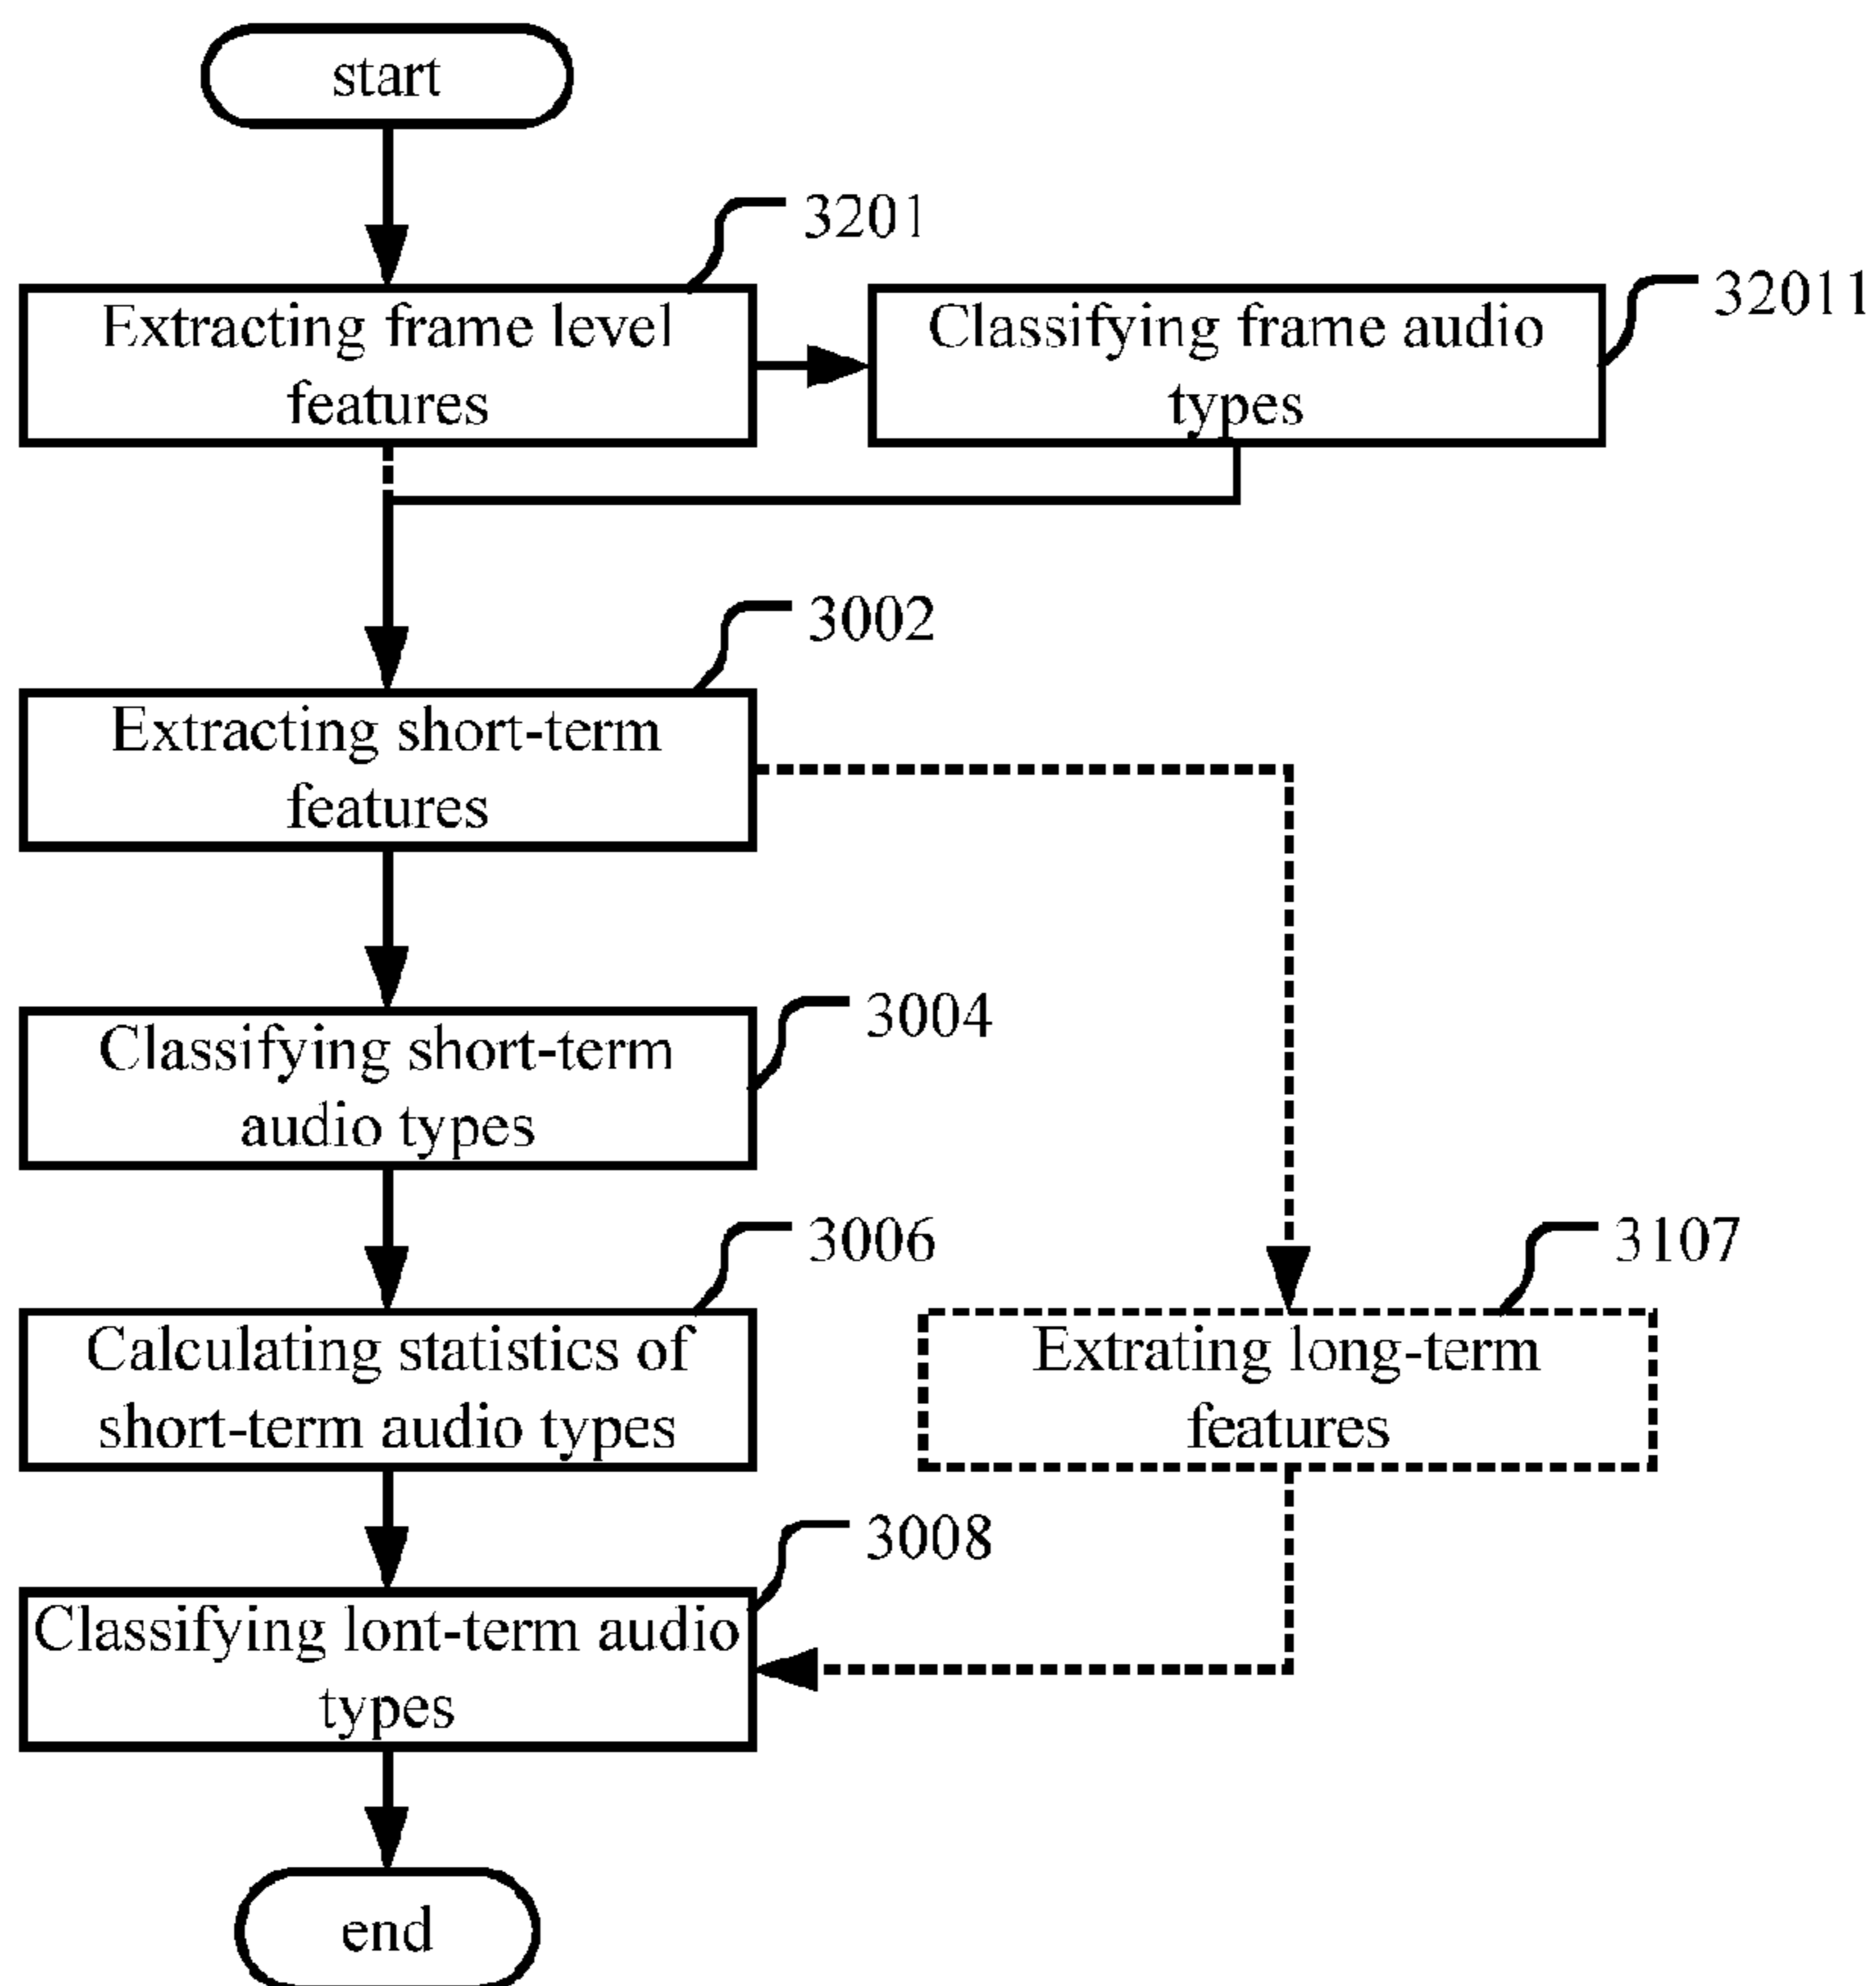 start
3201
Extracting frame level
features
Classifying frame audio
types
32011
3002
Extracting short-term
features
3004
Classifying short-term
audio types
3006
Calculating statistics of
short-term audio types
3107
Extrating long-term
features
3008
Classifying lont-term audio
types
end